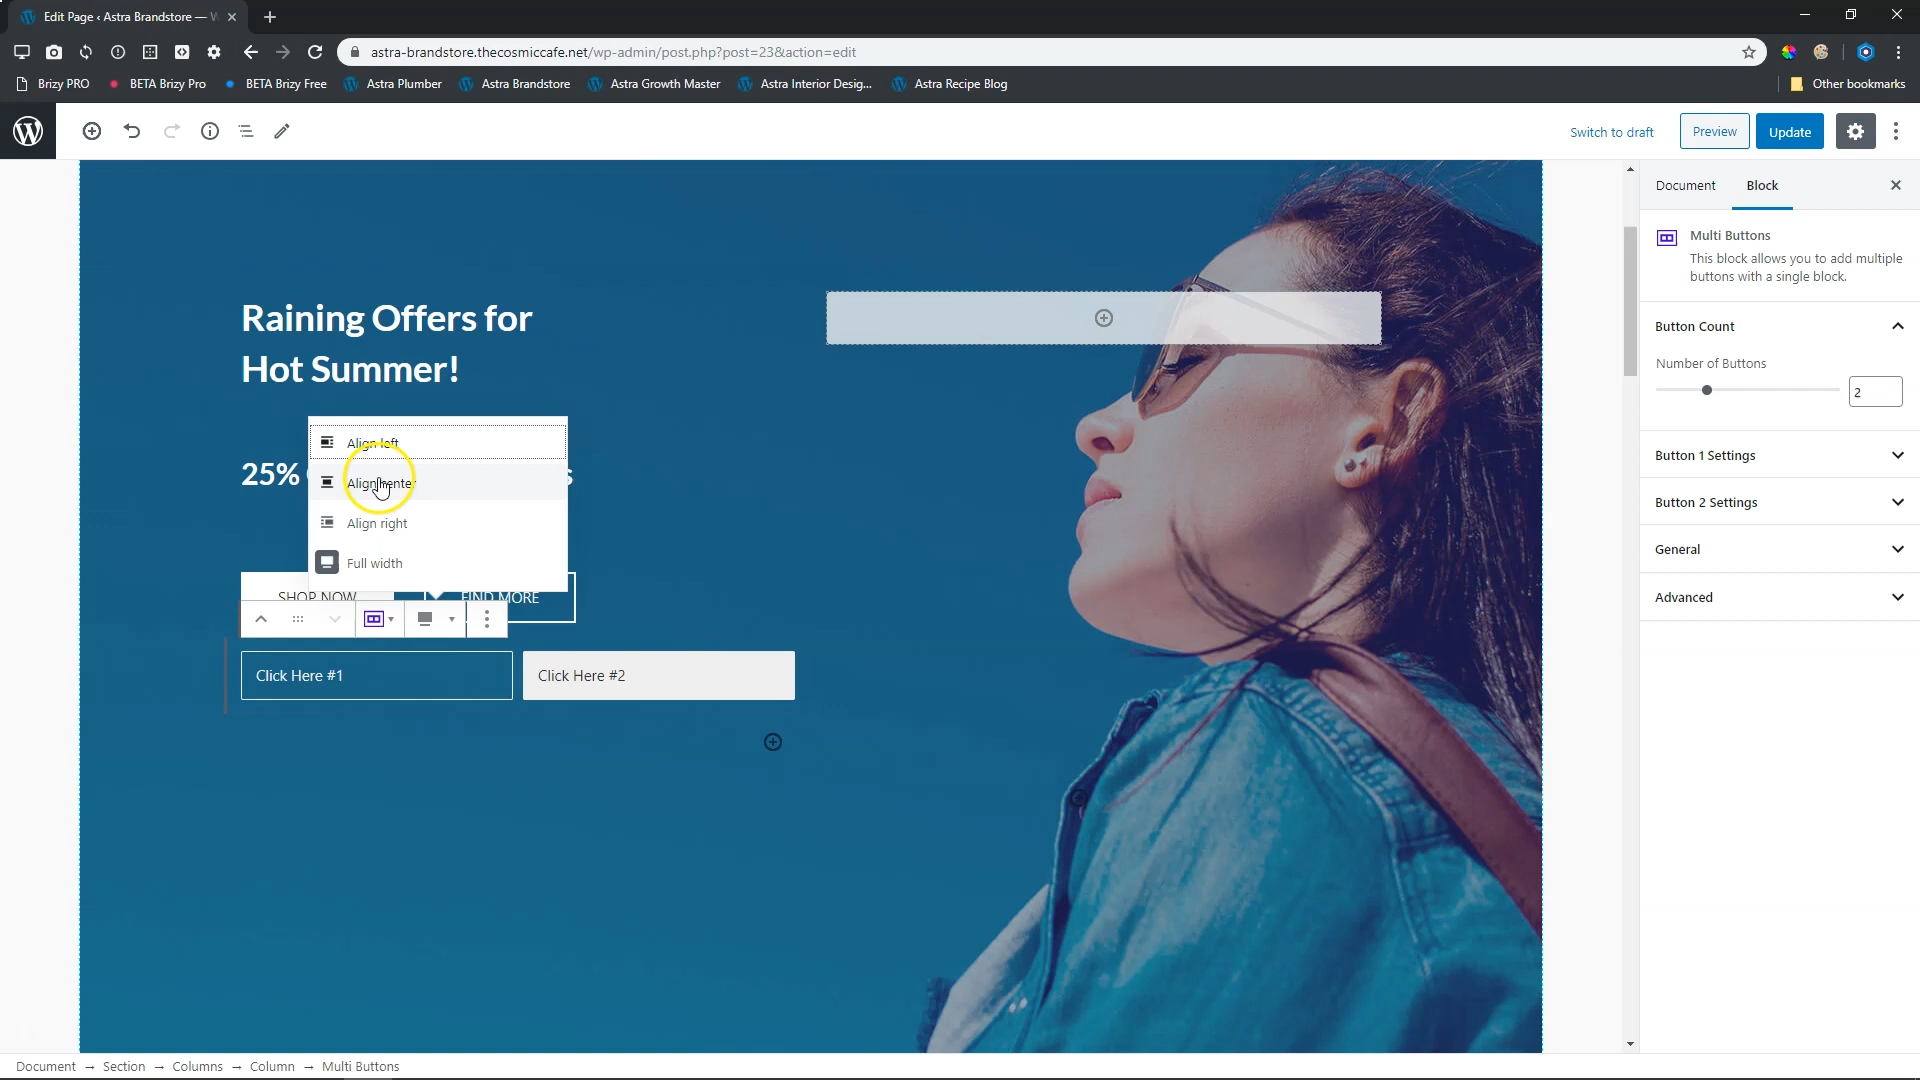 Edit Page ‹ Astra Brandstore —
astra-brandstore.thecosmiccafe.net/wp-admin/post.php?post=23&action=edit
Brizy PRO
BETA Brizy Pro
BETA Brizy Free
Astra Plumber
Astra Brandstore
Astra Growth Master
Astra Interior Desig...
Astra Recipe Blog
Other bookmarks
Switch to draft
Preview
Update
Document
Block
Multi Buttons
This block allows you to add multiple
buttons with a single block.
Button Count
Number of Buttons
2
Button 1 Settings
Button 2 Settings
General
Advanced
Raining Offers for
Hot Summer!
25%
Align left
Align center
Align right
Full width
SHOP NOW
FIND MORE
Click Here #1
Click Here #2
Document → Section → Columns → Column → Multi Buttons